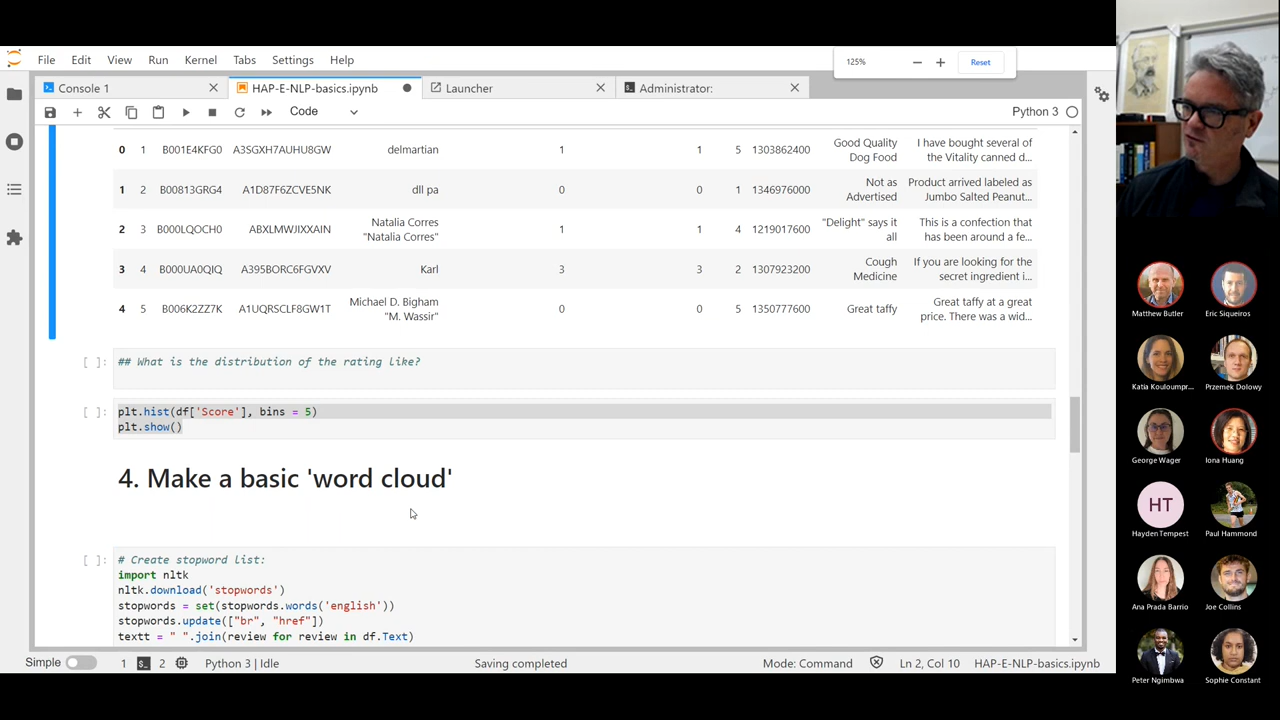 File Edit View Run Kernel Tabs Settings Help
125% − + Reset
Console 1 × HAP-E-NLP-basics.ipynb Launcher × Administrator: ×
Code Python 3
0 1 B001E4KFG0 A3SGXH7AUHU8GW delmartian 1 1 5 1303862400 Good Quality Dog Food I have bought several of the Vitality canned d...
1 2 B00813GRG4 A1D87F6ZCVE5NK dll pa 0 0 1 1346976000 Not as Advertised Product arrived labeled as Jumbo Salted Peanut...
2 3 B000LQOCH0 ABXLMWJIXXAIN Natalia Corres "Natalia Corres" 1 1 4 1219017600 "Delight" says it all This is a confection that has been around a fe...
3 4 B000UA0QIQ A395BORC6FGVXV Karl 3 3 2 1307923200 Cough Medicine If you are looking for the secret ingredient i...
4 5 B006K2ZZ7K A1UQRSCLF8GW1T Michael D. Bigham "M. Wassir" 0 0 5 1350777600 Great taffy Great taffy at a great price. There was a wid...
[ ]: ## What is the distribution of the rating like?
[ ]: plt.hist(df['Score'], bins = 5)
plt.show()
4. Make a basic 'word cloud'
[ ]: # Create stopword list:
import nltk
nltk.download('stopwords')
stopwords = set(stopwords.words('english'))
stopwords.update(["br", "href"])
textt = " ".join(review for review in df.Text)
Simple 1 2 Python 3 | Idle Saving completed Mode: Command Ln 2, Col 10 HAP-E-NLP-basics.ipynb
Matthew Butler Eric Siqueiros
Katia Kouloumpr... Przemek Dolowy
George Wager Iona Huang
HT
Hayden Tempest Paul Hammond
Ana Prada Barrio Joe Collins
Peter Ngimbwa Sophie Constant